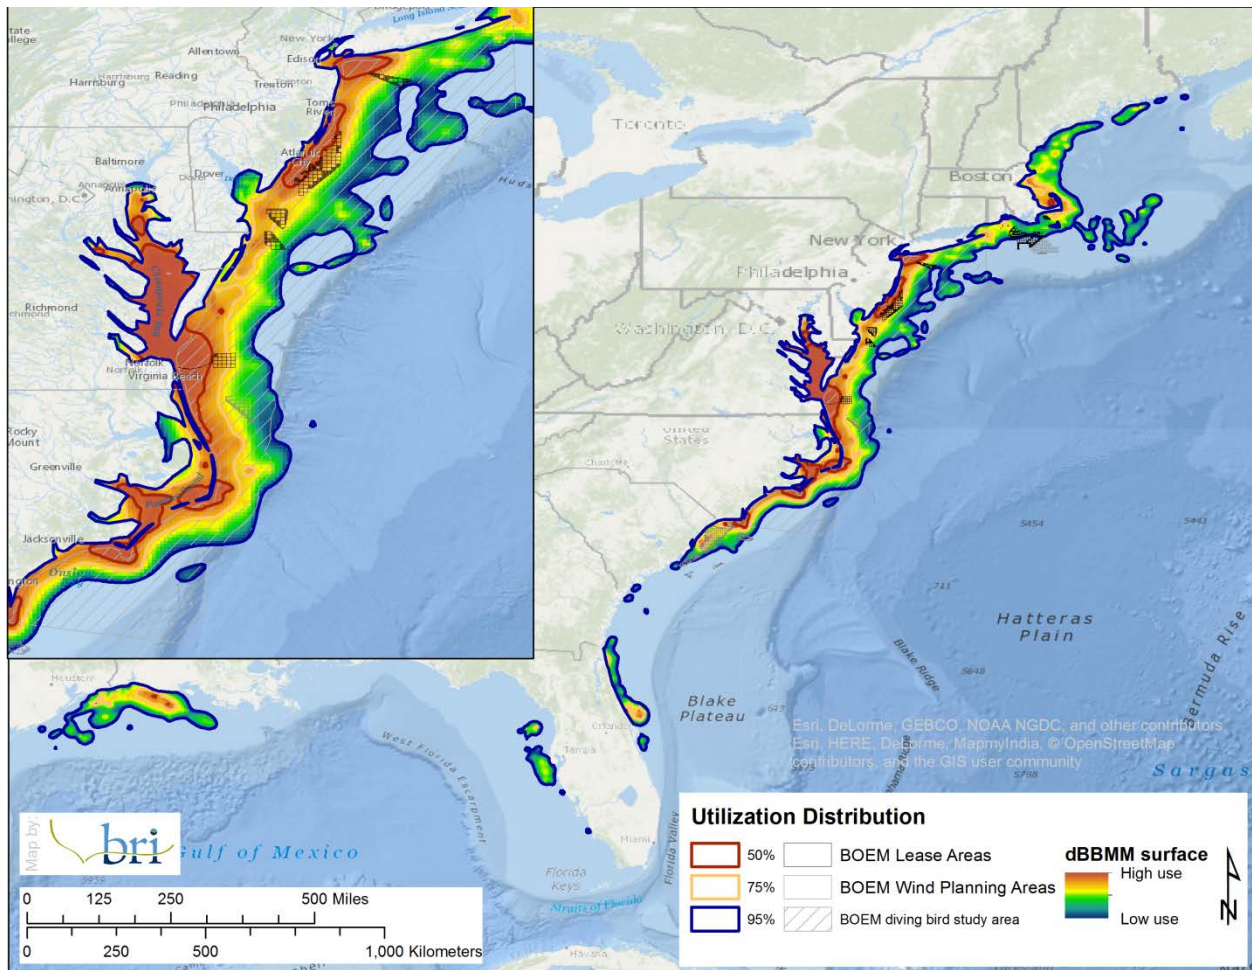 New York
Allentown
Edison
Harrisburg
Reading
Trenton
Philadelphia
Toms
River
Atlantic
Baltimore
Dover
Annapolis
Richmond
Norfolk
Virginia Beach
Rocky
Mount
Greenville
Jacksonville
Onslow
Toronto
Boston
New York
Philadelphia
Washington, D.C.
United
States
Charlotte
5454
5443
Hatteras
Plain
Blake Ridge
5648
Bermuda Rise
Blake
Plateau
Houston
Orlando
Tampa
Miami
West Florida Escarpment
Florida Valley
Gulf of Mexico
Florida
Keys
Straits of Florida
Havana
Esri, DeLorme, GEBCO, NOAA NGDC, and other contributors
Esri, HERE, DeLorme, MapmyIndia, © OpenStreetMap
contributors, and the GIS user community
Sargas
Map by:
bri
0 125 250 500 Miles
0 250 500 1,000 Kilometers
Utilization Distribution
50%
75%
95%
BOEM Lease Areas
BOEM Wind Planning Areas
BOEM diving bird study area
dBBMM surface
High use
Low use
N